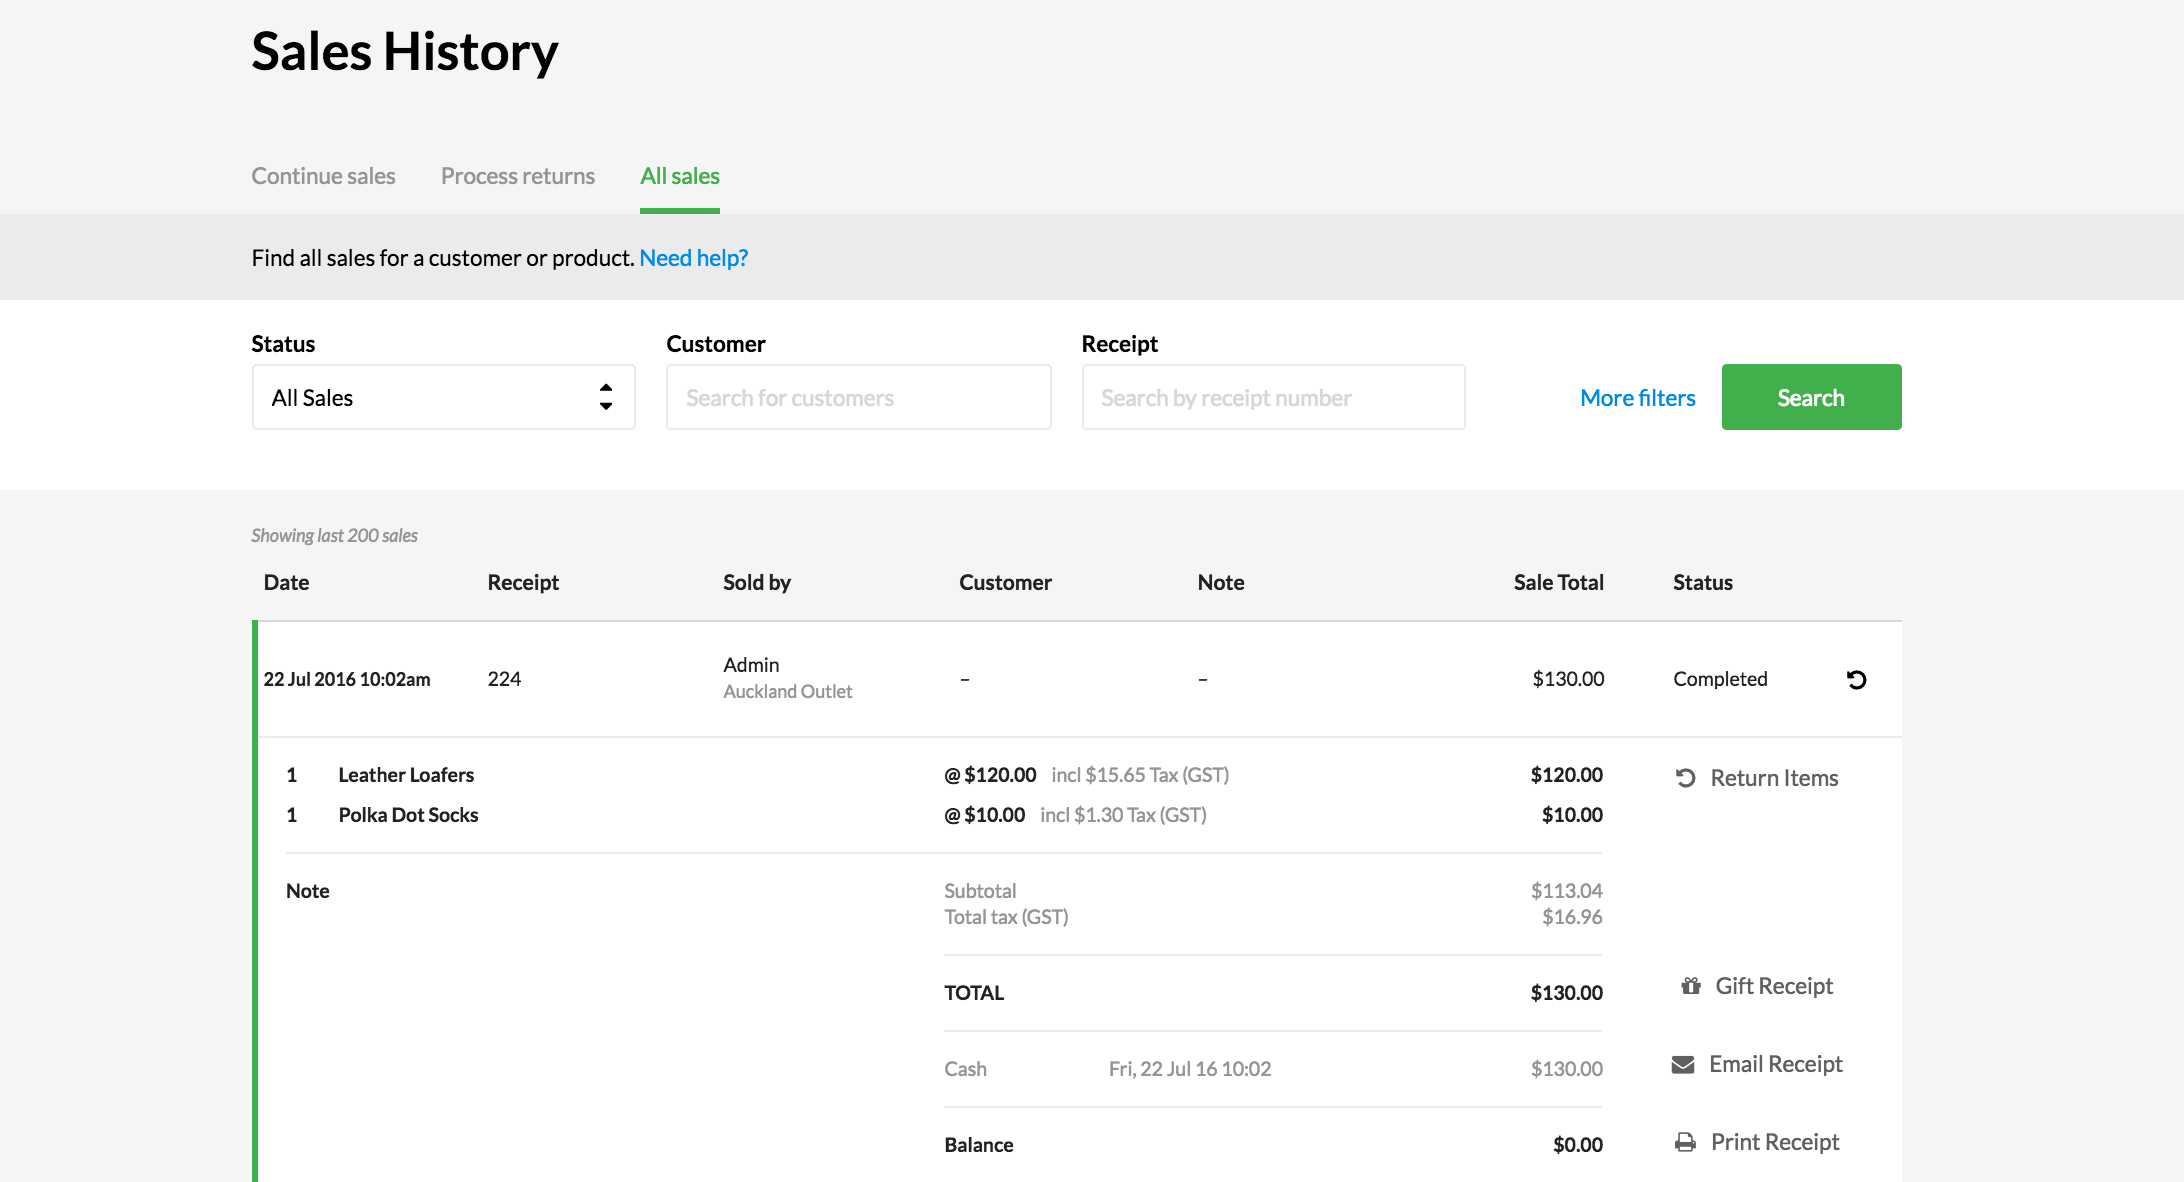 Sales History
Continue sales Process returns All sales
Find all sales for a customer or product. Need help?
Status Customer Receipt
All Sales Search for customers Search by receipt number More filters Search
Showing last 200 sales
Date Receipt Sold by Customer Note Sale Total Status
22 Jul 2016 10:02am 224 Admin – – $130.00 Completed
Auckland Outlet
1 Leather Loafers @ $120.00 incl $15.65 Tax (GST) $120.00 Return Items
1 Polka Dot Socks @ $10.00 incl $1.30 Tax (GST) $10.00
Note Subtotal $113.04
Total tax (GST) $16.96
TOTAL $130.00 Gift Receipt
Cash Fri, 22 Jul 16 10:02 $130.00 Email Receipt
Balance $0.00 Print Receipt